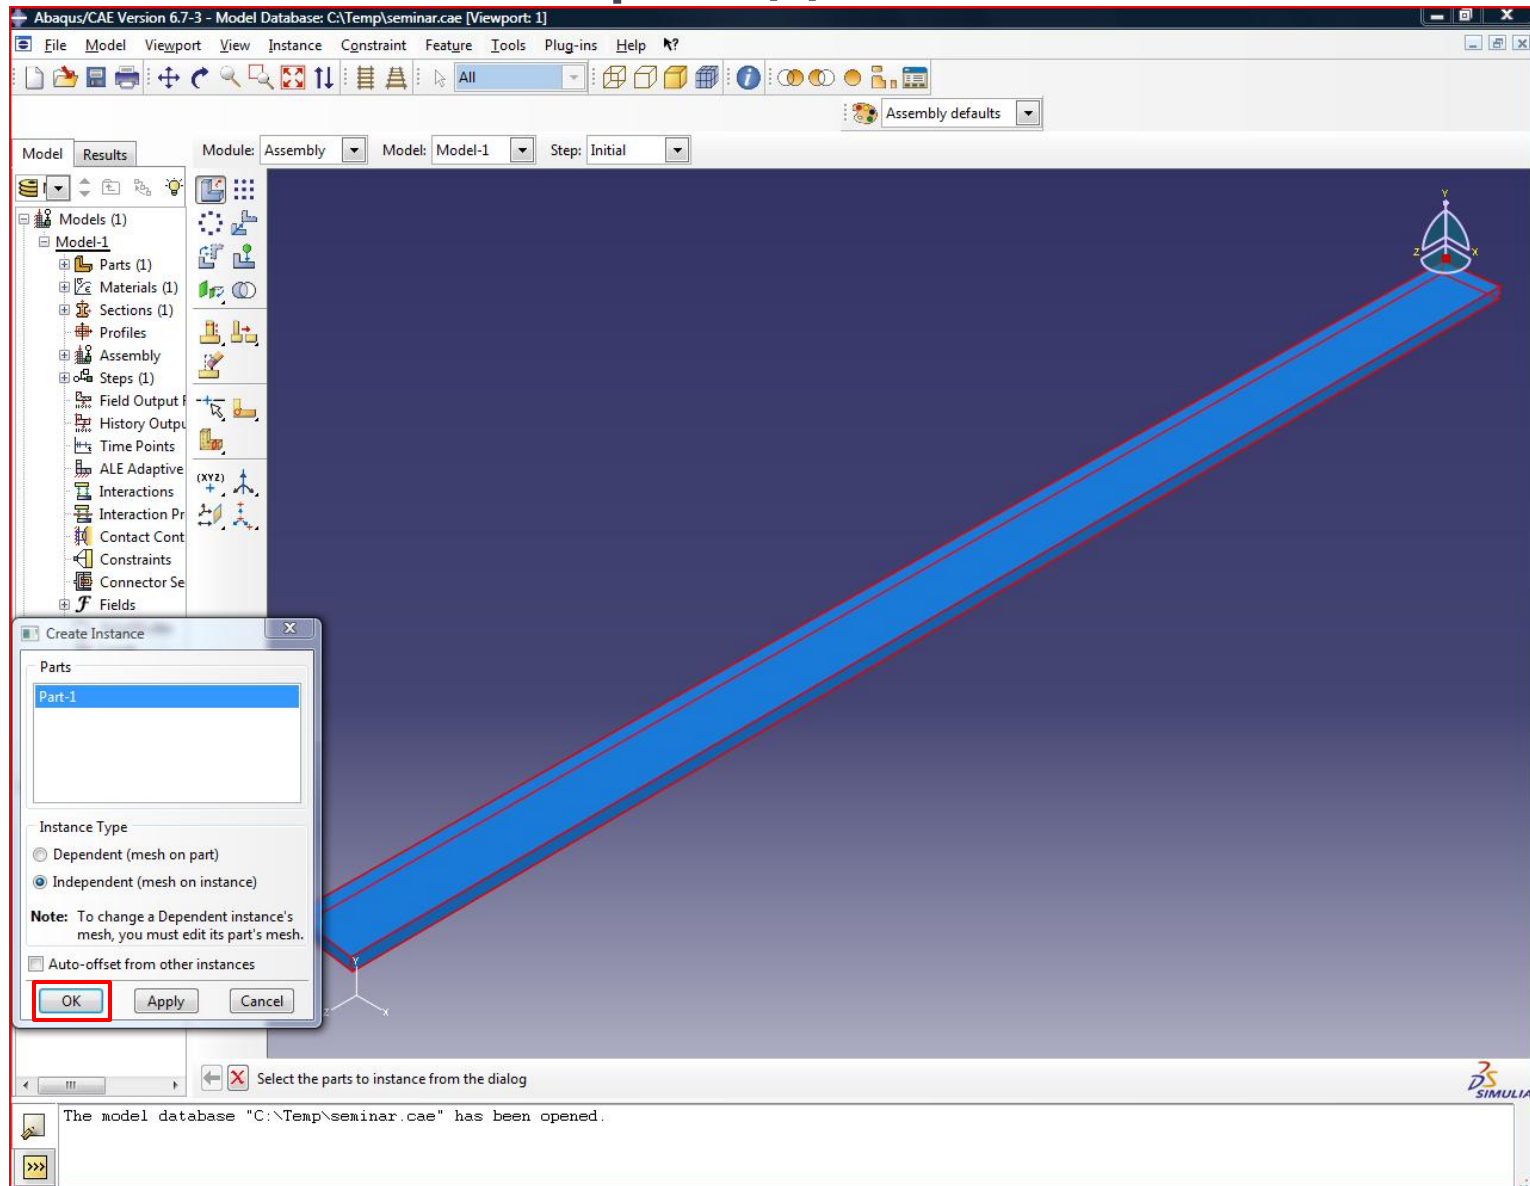 Abaqus/CAE Version 6.7-3 - Model Database: C:\Temp\seminar.cae [Viewport: 1]
File Model Viewport View Instance Constraint Feature Tools Plug-ins Help
All
Assembly defaults
Model Results Module: Assembly Model: Model-1 Step: Initial
Models (1)
Model-1
Parts (1)
Materials (1)
Sections (1)
Profiles
Assembly
Steps (1)
Field Output
History Outpu
Time Points
ALE Adaptive
Interactions
Interaction Pr
Contact Cont
Constraints
Connector Se
Fields
(XYZ)
Y
Z X
Create Instance
Parts
Part-1
Instance Type
Dependent (mesh on part)
Independent (mesh on instance)
Note: To change a Dependent instance's
mesh, you must edit its part's mesh.
Auto-offset from other instances
OK Apply Cancel
Y
Z X
Select the parts to instance from the dialog
SIMULIA
The model database "C:\Temp\seminar.cae" has been opened.
>>>